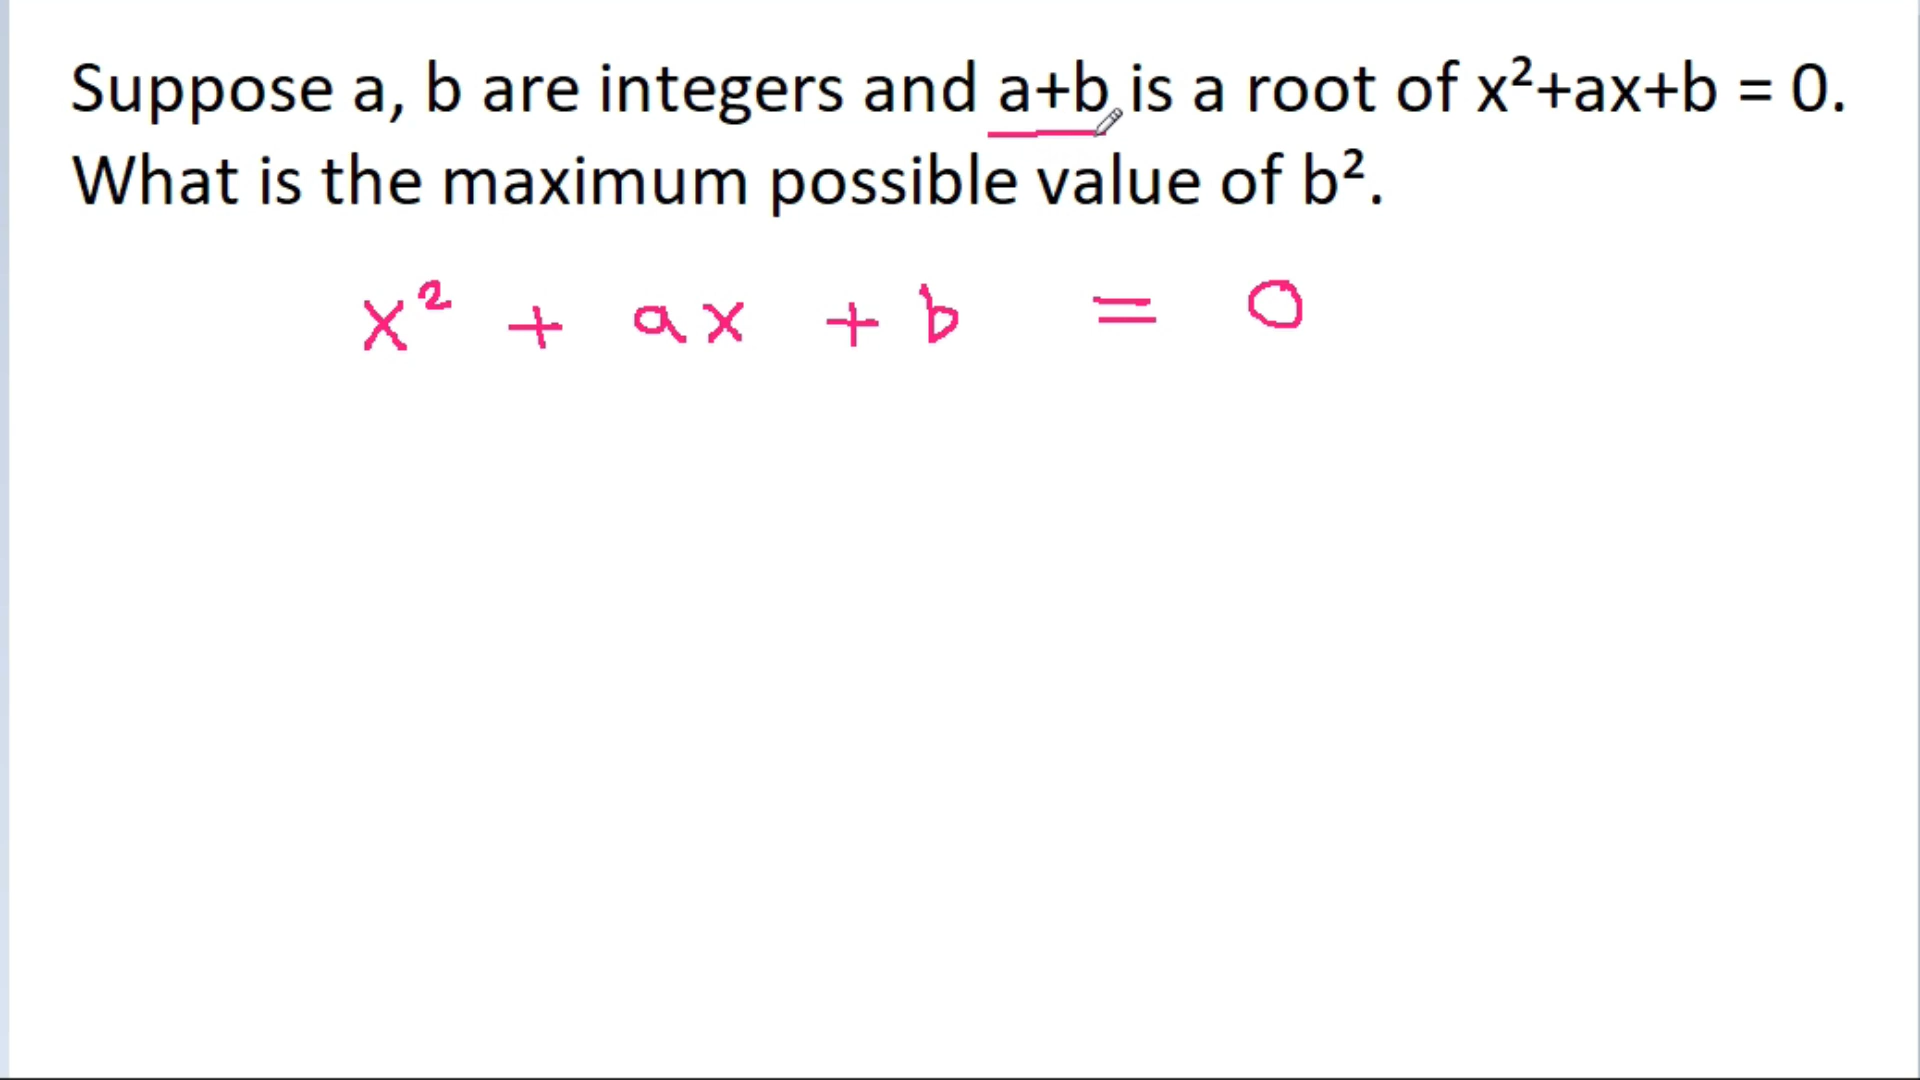 Suppose a, b are integers and a+b is a root of x²+ax+b = 0.
What is the maximum possible value of b².
x² + ax + b = 0